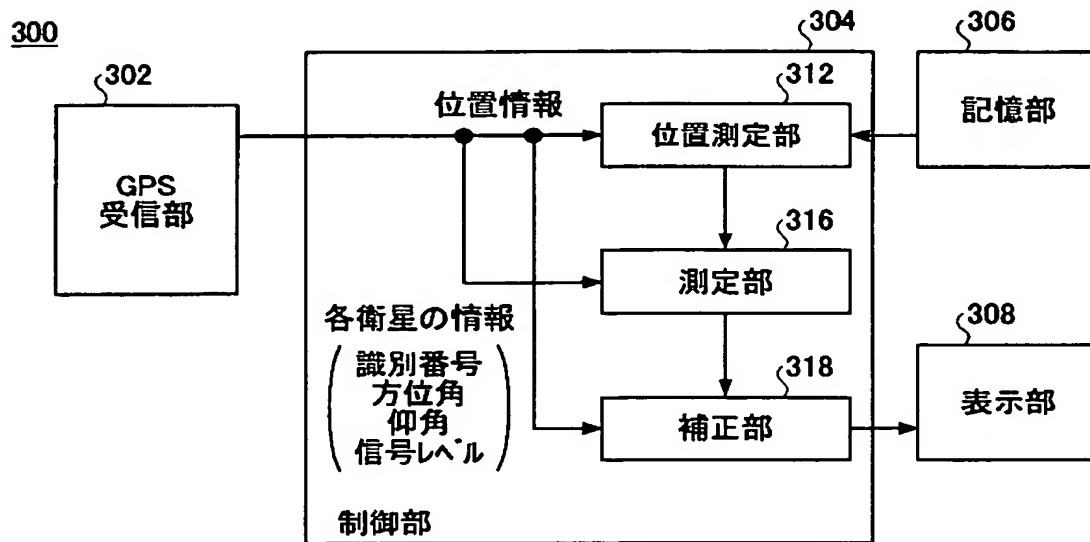 300
302
GPS
受信部
304
位置情報
312
位置測定部
306
記憶部
316
測定部
各衛星の情報
識別番号
方位角
仰角
信号レベル
318
補正部
308
表示部
制御部